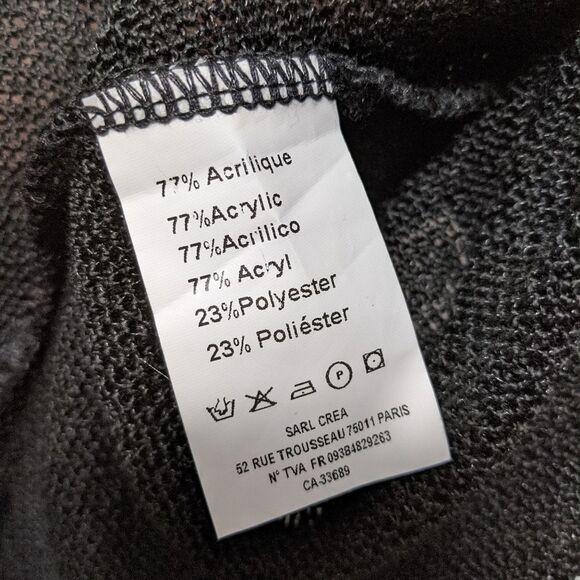 77% Acrilique
77%Acrylic
77%Acrilico
77% Acryl
23%Polyester
23% Poliéster
P
SARL CREA
52 RUE TROUSSEAU 75011 PARIS
N° TVA FR 09384829263
CA-33689